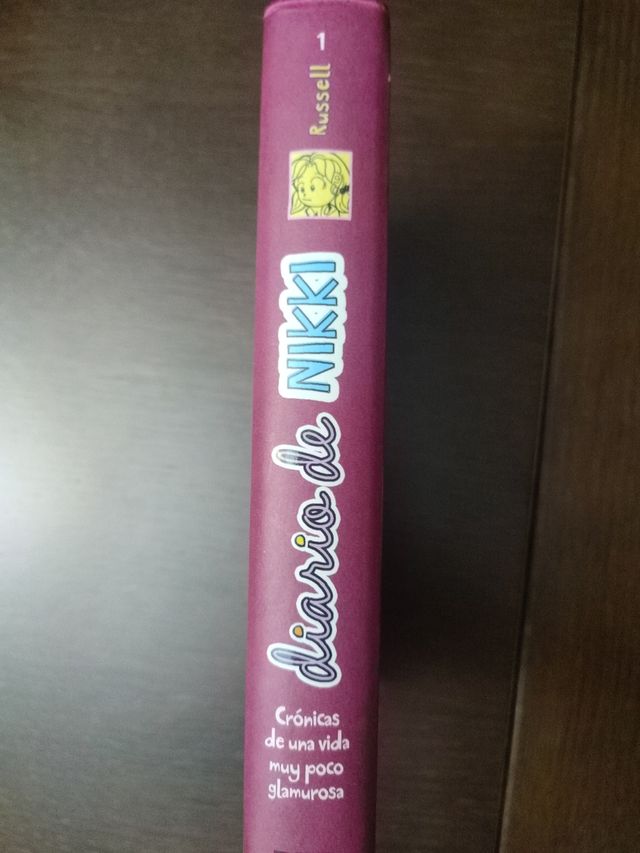 1
Russell
diario de NIKKI
Crónicas
de una vida
muy poco
glamurosa